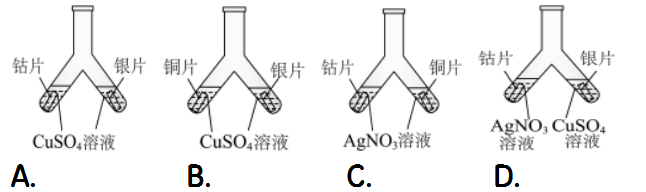 钴片 银片
CuSO₄溶液
A.
铜片 银片
CuSO₄溶液
B.
钴片 铜片
AgNO₃溶液
C.
钴片 银片
AgNO₃ CuSO₄
溶液 溶液
D.